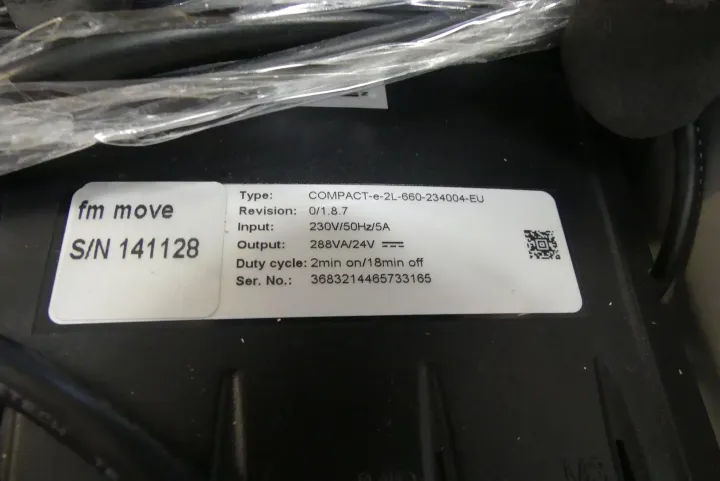 fm move
S/N 141128
Type: COMPACT-e-2L-660-234004-EU
Revision: 0/1.8.7
Input: 230V/50Hz/5A
Output: 288VA/24V ⎓
Duty cycle: 2min on/18min off
Ser. No.: 3683214465733165